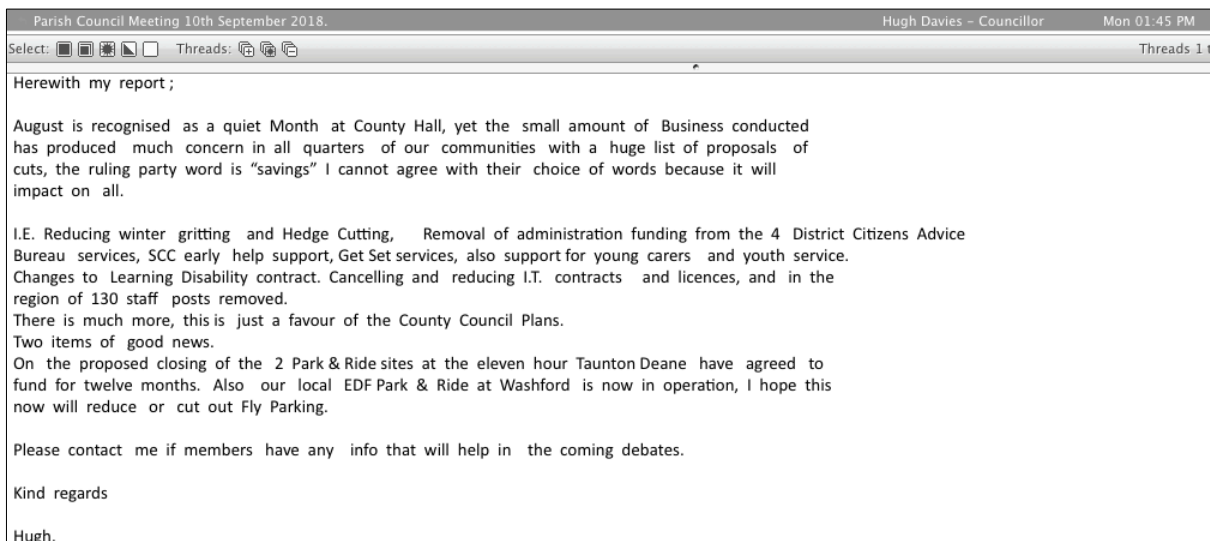 Parish Council Meeting 10th September 2018. Hugh Davies – Councillor Mon 01:45 PM
Select: Threads: Threads 1 t
Herewith my report ;
August is recognised as a quiet Month at County Hall, yet the small amount of Business conducted
has produced much concern in all quarters of our communities with a huge list of proposals of
cuts, the ruling party word is “savings” I cannot agree with their choice of words because it will
impact on all.
I.E. Reducing winter gritting and Hedge Cutting, Removal of administration funding from the 4 District Citizens Advice
Bureau services, SCC early help support, Get Set services, also support for young carers and youth service.
Changes to Learning Disability contract. Cancelling and reducing I.T. contracts and licences, and in the
region of 130 staff posts removed.
There is much more, this is just a favour of the County Council Plans.
Two items of good news.
On the proposed closing of the 2 Park & Ride sites at the eleven hour Taunton Deane have agreed to
fund for twelve months. Also our local EDF Park & Ride at Washford is now in operation, I hope this
now will reduce or cut out Fly Parking.
Please contact me if members have any info that will help in the coming debates.
Kind regards
Hugh.